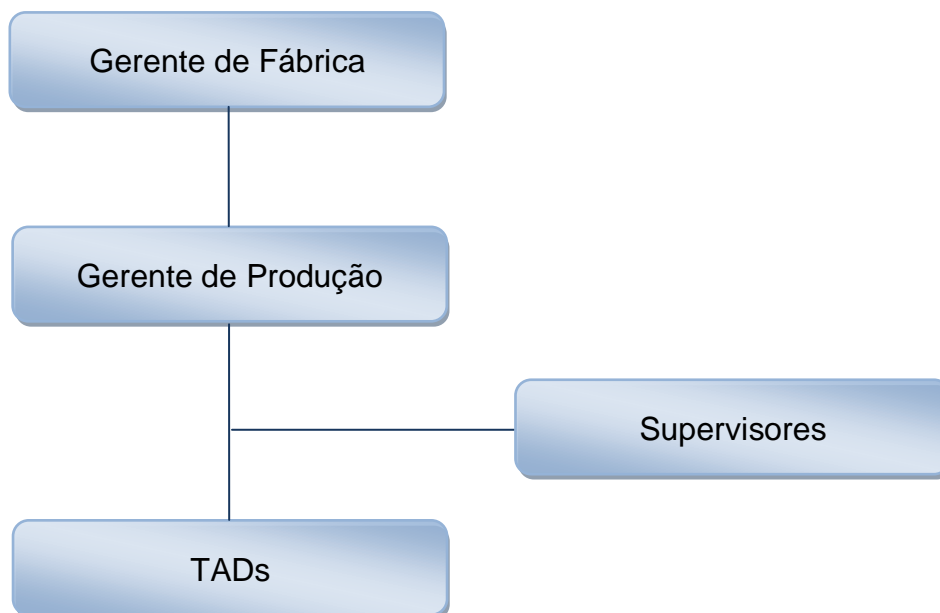 Gerente de Fábrica
Gerente de Produção
Supervisores
TADs